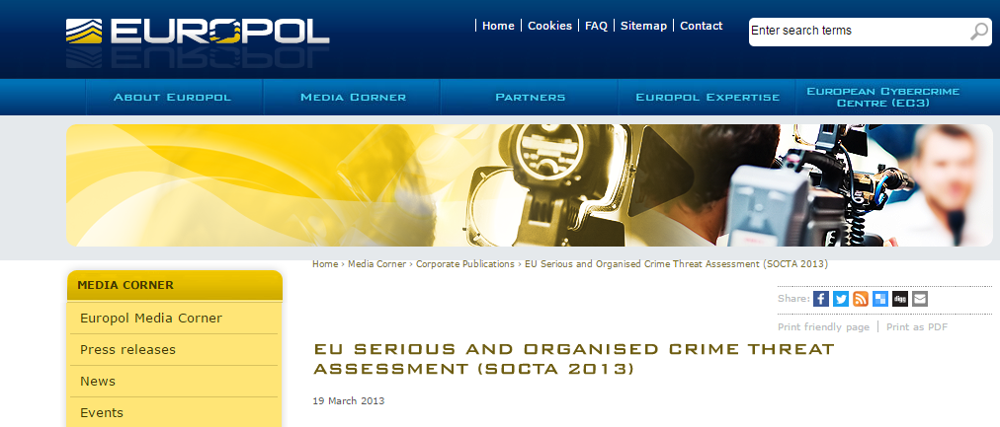 EUROPOL
Home
Cookies
FAQ
Sitemap
Contact
Enter search terms
About Europol
Media Corner
Partners
Europol Expertise
European Cybercrime
Centre (EC3)
Home › Media Corner › Corporate Publications › EU Serious and Organised Crime Threat Assessment (SOCTA 2013)
MEDIA CORNER
Europol Media Corner
Press releases
News
Events
Share:
digg
Print friendly page
Print as PDF
EU SERIOUS AND ORGANISED CRIME THREAT
ASSESSMENT (SOCTA 2013)
19 March 2013